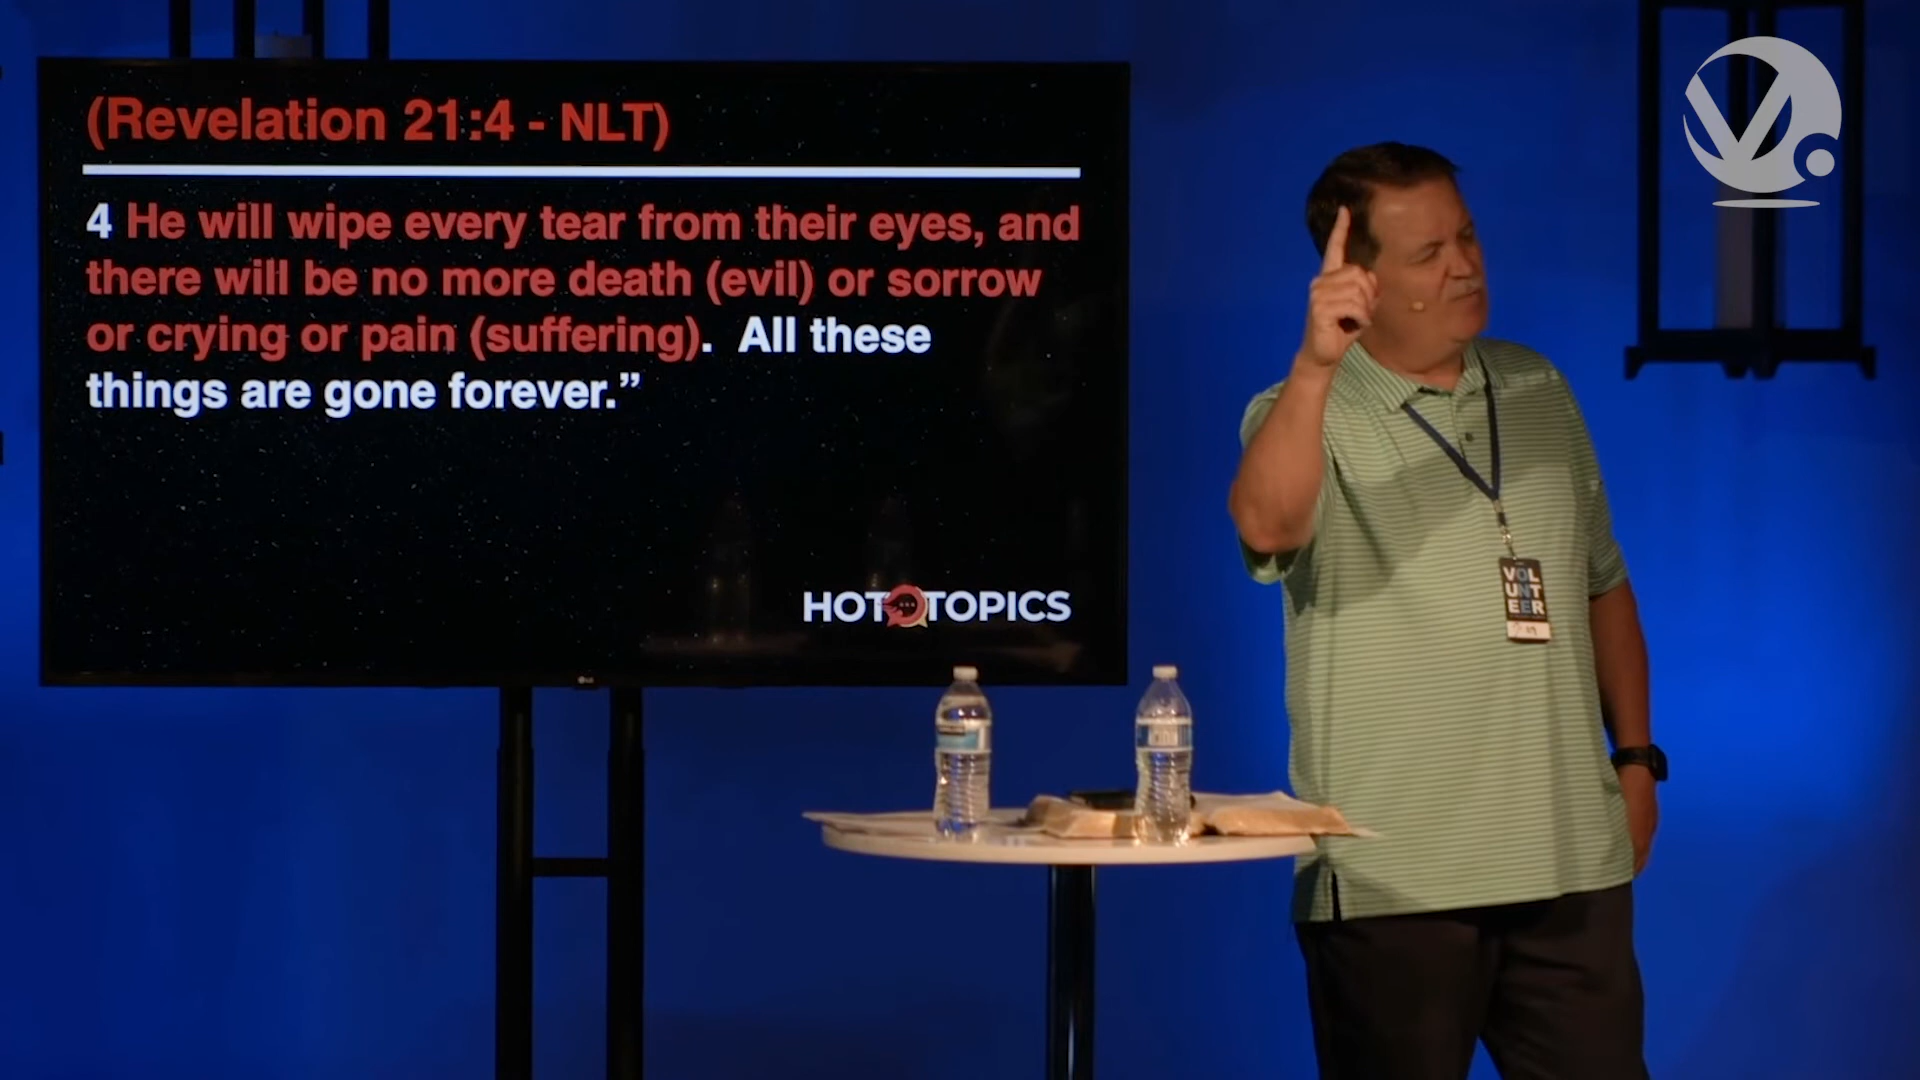 (Revelation 21:4 - NLT)
4 He will wipe every tear from their eyes, and
there will be no more death (evil) or sorrow
or crying or pain (suffering).  All these
things are gone forever.”
HOT TOPICS
LG
V.
VOL
UNT
EER